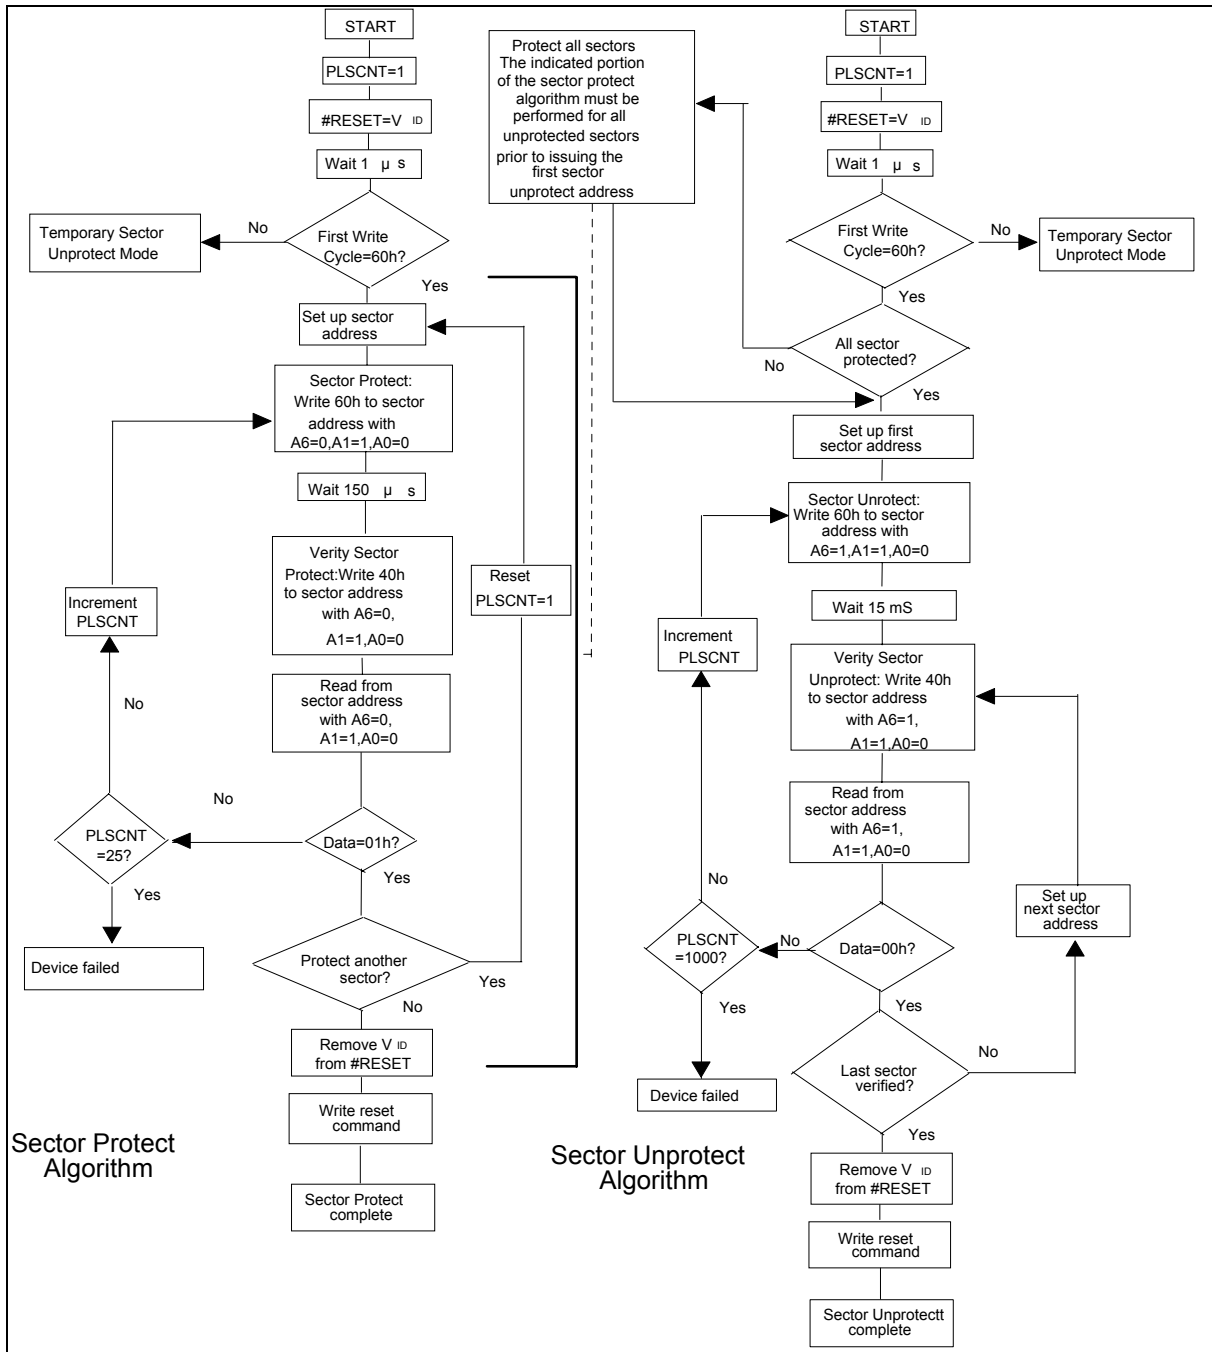 START
PLSCNT=1
#RESET=V ID
Wait 1 µ s
First Write
Cycle=60h?
No
Temporary Sector
Unprotect Mode
Yes
Set up sector
address
Sector Protect:
Write 60h to sector
address with
A6=0,A1=1,A0=0
Wait 150 µ s
Verity Sector
Protect:Write 40h
to sector address
with A6=0,
A1=1,A0=0
Reset
PLSCNT=1
Increment
PLSCNT
Read from
sector address
with A6=0,
A1=1,A0=0
No
No
PLSCNT
=25?
Data=01h?
Yes
Yes
Device failed
Protect another
sector?
Yes
No
Remove V ID
from #RESET
Write reset
command
Sector Protect
complete
Sector Protect
Algorithm
Protect all sectors
The indicated portion
of the sector protect
algorithm must be
performed for all
unprotected sectors
prior to issuing the
first sector
unprotect address
START
PLSCNT=1
#RESET=V ID
Wait 1 µ s
First Write
Cycle=60h?
No
Temporary Sector
Unprotect Mode
Yes
All sector
protected?
No
Yes
Set up first
sector address
Sector Unrotect:
Write 60h to sector
address with
A6=1,A1=1,A0=0
Wait 15 mS
Increment
PLSCNT
Verity Sector
Unprotect: Write 40h
to sector address
with A6=1,
A1=1,A0=0
Read from
sector address
with A6=1,
A1=1,A0=0
No
Set up
next sector
address
PLSCNT
=1000?
No
Data=00h?
Yes
Yes
Device failed
Last sector
verified?
No
Yes
Remove V ID
from #RESET
Write reset
command
Sector Unprotectt
complete
Sector Unprotect
Algorithm